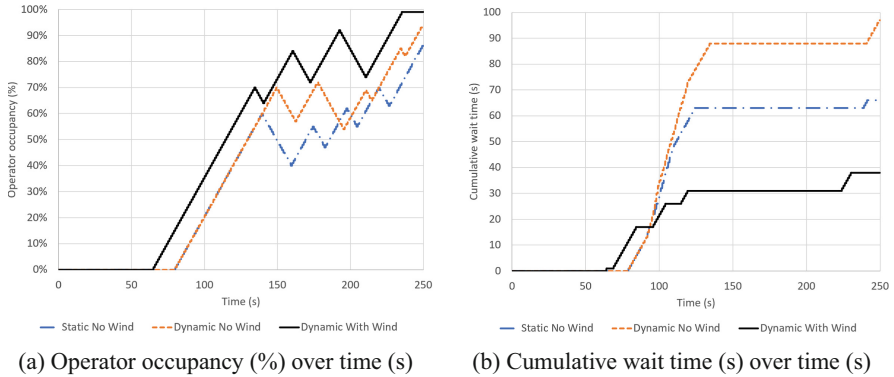 100%
90%
80%
70%
60%
50%
40%
30%
20%
10%
0%
Operator occupancy (%)
0 50 100 150 200 250
Time (s)
Static No Wind Dynamic No Wind Dynamic With Wind
(a) Operator occupancy (%) over time (s)
100
90
80
70
60
50
40
30
20
10
0
Cumulative wait time (s)
0 50 100 150 200 250
Time (s)
Static No Wind Dynamic No Wind Dynamic With Wind
(b) Cumulative wait time (s) over time (s)